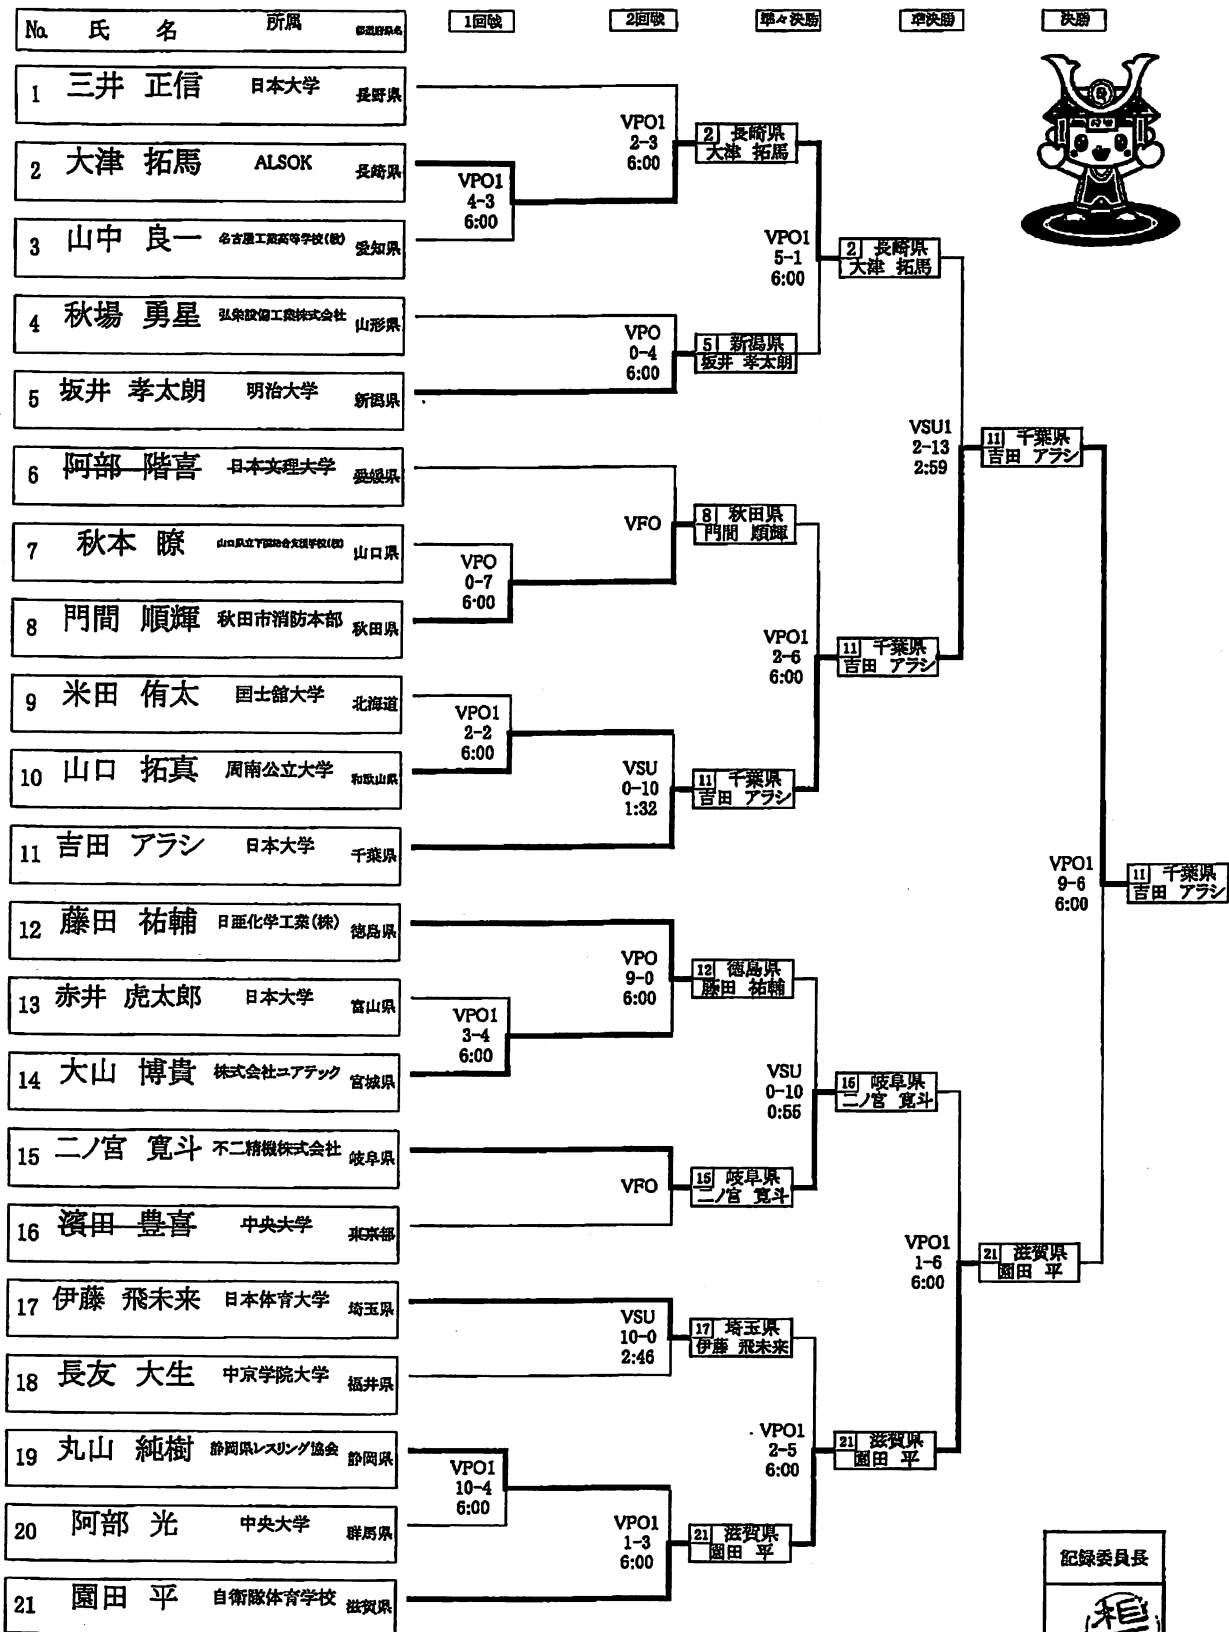 No. 氏 名 所属 都道府県名 1回戦 2回戦 準々決勝 準決勝 決勝
1 三井 正信 日本大学 長野県
2 大津 拓馬 ALSOK 長崎県
3 山中 良一 名古屋工業高等学校(教) 愛知県
4 秋場 勇星 弘栄設備工業株式会社 山形県
5 坂井 孝太朗 明治大学 新潟県
6 阿部 階喜 日本文理大学 愛媛県
7 秋本 瞭 山口県立下関総合支援学校(教) 山口県
8 門間 順輝 秋田市消防本部 秋田県
9 米田 侑太 国士舘大学 北海道
10 山口 拓真 周南公立大学 和歌山県
11 吉田 アラシ 日本大学 千葉県
12 藤田 祐輔 日亜化学工業(株) 徳島県
13 赤井 虎太郎 日本大学 富山県
14 大山 博貴 株式会社ユアテック 宮城県
15 二ノ宮 寛斗 不二精機株式会社 岐阜県
16 濱田 豊喜 中央大学 東京都
17 伊藤 飛未来 日本体育大学 埼玉県
18 長友 大生 中京学院大学 福井県
19 丸山 純樹 静岡県レスリング協会 静岡県
20 阿部 光 中央大学 群馬県
21 園田 平 自衛隊体育学校 滋賀県
VPO1
4-3
6:00
VPO
0-7
6:00
VPO1
2-2
6:00
VPO1
3-4
6:00
VPO1
10-4
6:00
VPO1
2-3
6:00
VPO
0-4
6:00
VFO
VSU
0-10
1:32
VPO
9-0
6:00
VFO
VSU
10-0
2:46
VPO1
1-3
6:00
2 長崎県
大津 拓馬
5 新潟県
坂井 孝太朗
8 秋田県
門間 順輝
11 千葉県
吉田 アラシ
12 徳島県
藤田 祐輔
15 岐阜県
二ノ宮 寛斗
17 埼玉県
伊藤 飛未来
21 滋賀県
園田 平
VPO1
5-1
6:00
VPO1
2-6
6:00
VSU
0-10
0:55
VPO1
2-5
6:00
2 長崎県
大津 拓馬
11 千葉県
吉田 アラシ
16 岐阜県
二ノ宮 寛斗
21 滋賀県
園田 平
VSU1
2-13
2:59
VPO1
1-6
6:00
11 千葉県
吉田 アラシ
21 滋賀県
園田 平
VPO1
9-6
6:00
11 千葉県
吉田 アラシ
記録委員長